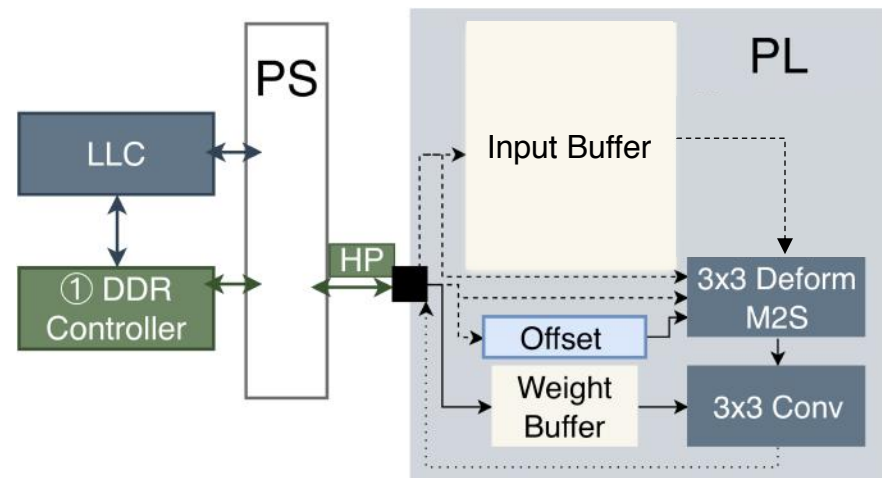 PS
PL
LLC
Input Buffer
HP
① DDR
Controller
3x3 Deform
M2S
Offset
Weight
Buffer
3x3 Conv